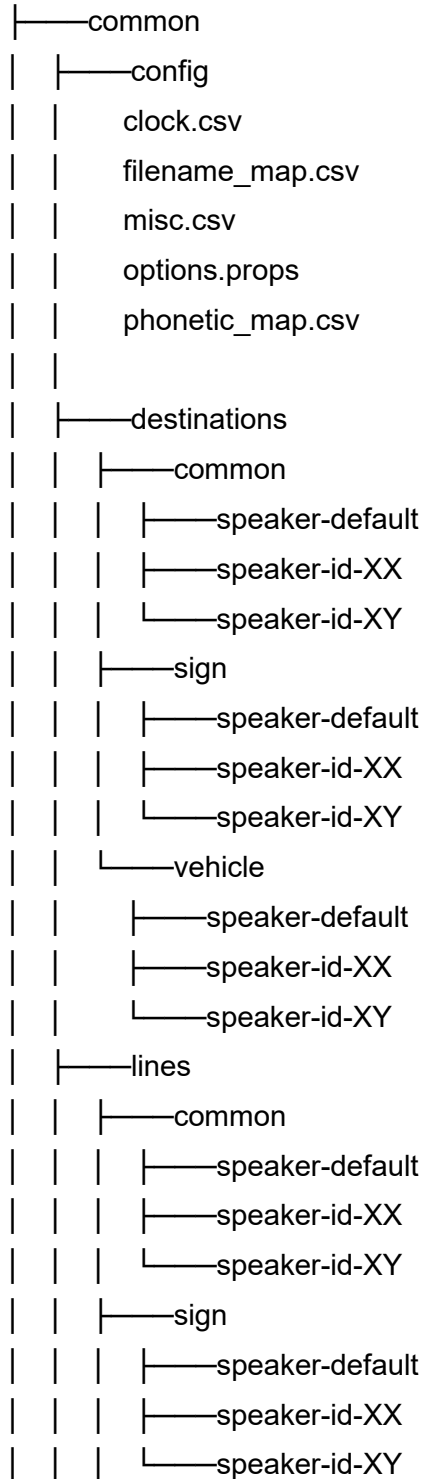 ├───common
│ ├───config
│ │ clock.csv
│ │ filename_map.csv
│ │ misc.csv
│ │ options.props
│ │ phonetic_map.csv
│ │
│ ├───destinations
│ │ ├───common
│ │ │ ├───speaker-default
│ │ │ ├───speaker-id-XX
│ │ │ └───speaker-id-XY
│ │ ├───sign
│ │ │ ├───speaker-default
│ │ │ ├───speaker-id-XX
│ │ │ └───speaker-id-XY
│ │ └───vehicle
│ │ ├───speaker-default
│ │ ├───speaker-id-XX
│ │ └───speaker-id-XY
│ ├───lines
│ │ ├───common
│ │ │ ├───speaker-default
│ │ │ ├───speaker-id-XX
│ │ │ └───speaker-id-XY
│ │ ├───sign
│ │ │ ├───speaker-default
│ │ │ ├───speaker-id-XX
│ │ │ └───speaker-id-XY